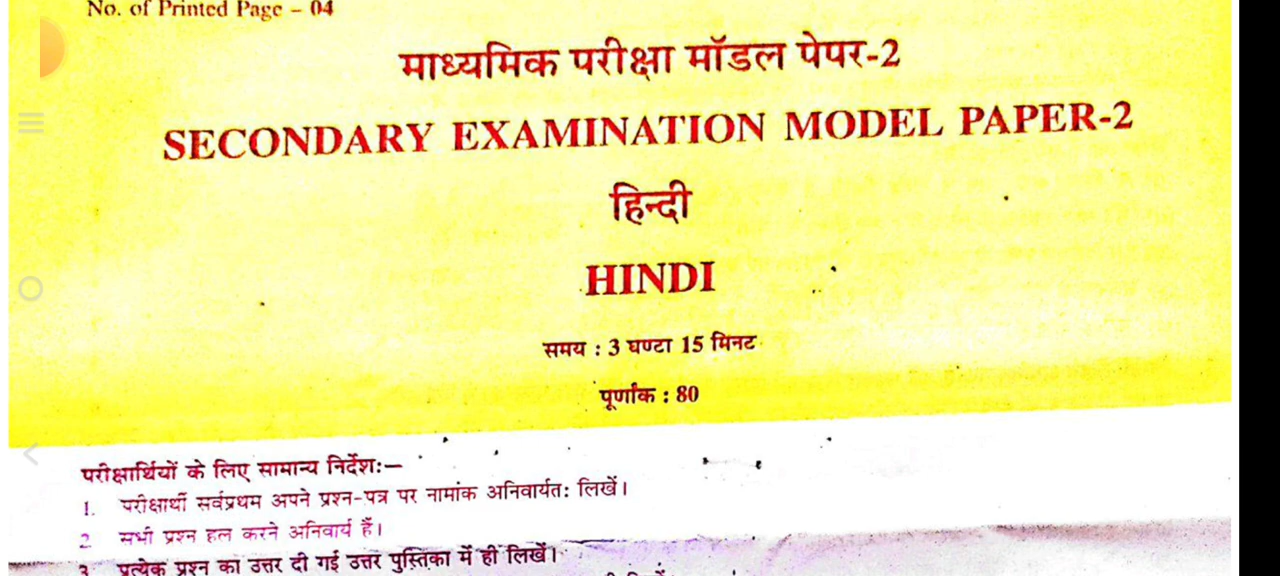 No. of Printed Page – 04
माध्यमिक परीक्षा मॉडल पेपर-2
SECONDARY EXAMINATION MODEL PAPER-2
हिन्दी
HINDI
समय : 3 घण्टा 15 मिनट
पूर्णांक : 80
परीक्षार्थियों के लिए सामान्य निर्देशः—
1. परीक्षार्थी सर्वप्रथम अपने प्रश्न-पत्र पर नामांक अनिवार्यतः लिखें।
2. सभी प्रश्न हल करने अनिवार्य हैं।
3. प्रत्येक प्रश्न का उत्तर दी गई उत्तर पुस्तिका में ही लिखें।